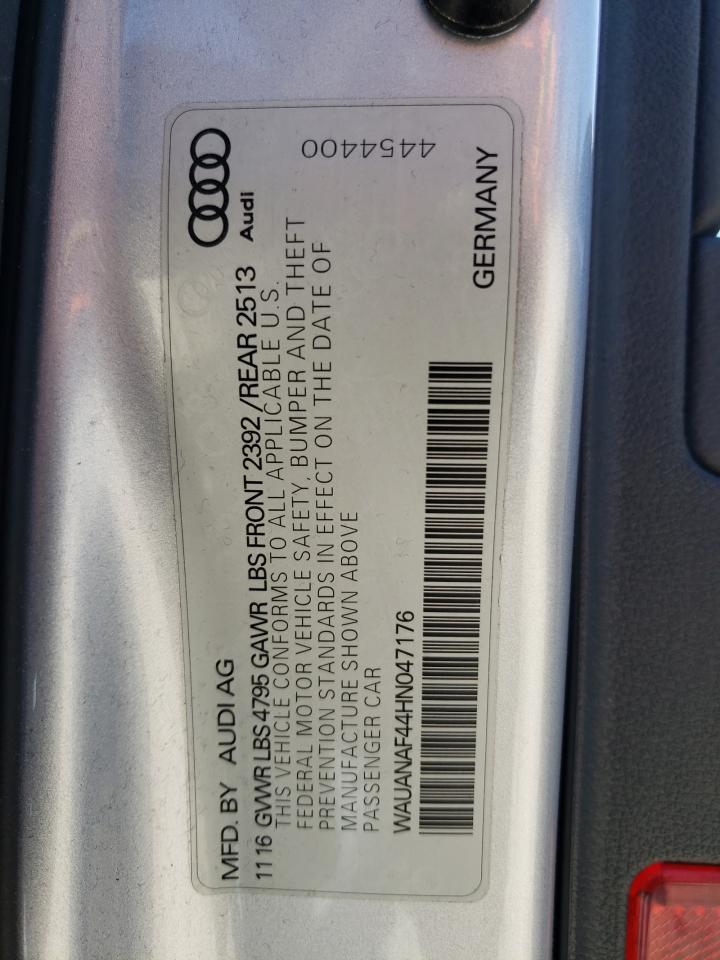 MFD. BY AUDI AG
Audi
1116 GVWR LBS 4795 GAWR LBS FRONT 2392 /REAR 2513
THIS VEHICLE CONFORMS TO ALL APPLICABLE U.S.
FEDERAL MOTOR VEHICLE SAFETY, BUMPER AND THEFT
PREVENTION STANDARDS IN EFFECT ON THE DATE OF
MANUFACTURE SHOWN ABOVE
PASSENGER CAR
4454400
WAUANAF44HN047176
GERMANY